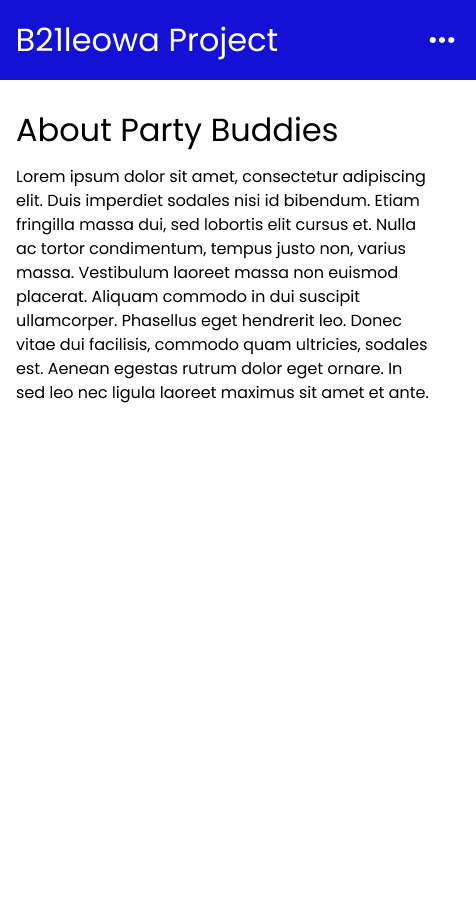 B21leowa Project
About Party Buddies
Lorem ipsum dolor sit amet, consectetur adipiscing
elit. Duis imperdiet sodales nisi id bibendum. Etiam
fringilla massa dui, sed lobortis elit cursus et. Nulla
ac tortor condimentum, tempus justo non, varius
massa. Vestibulum laoreet massa non euismod
placerat. Aliquam commodo in dui suscipit
ullamcorper. Phasellus eget hendrerit leo. Donec
vitae dui facilisis, commodo quam ultricies, sodales
est. Aenean egestas rutrum dolor eget ornare. In
sed leo nec ligula laoreet maximus sit amet et ante.